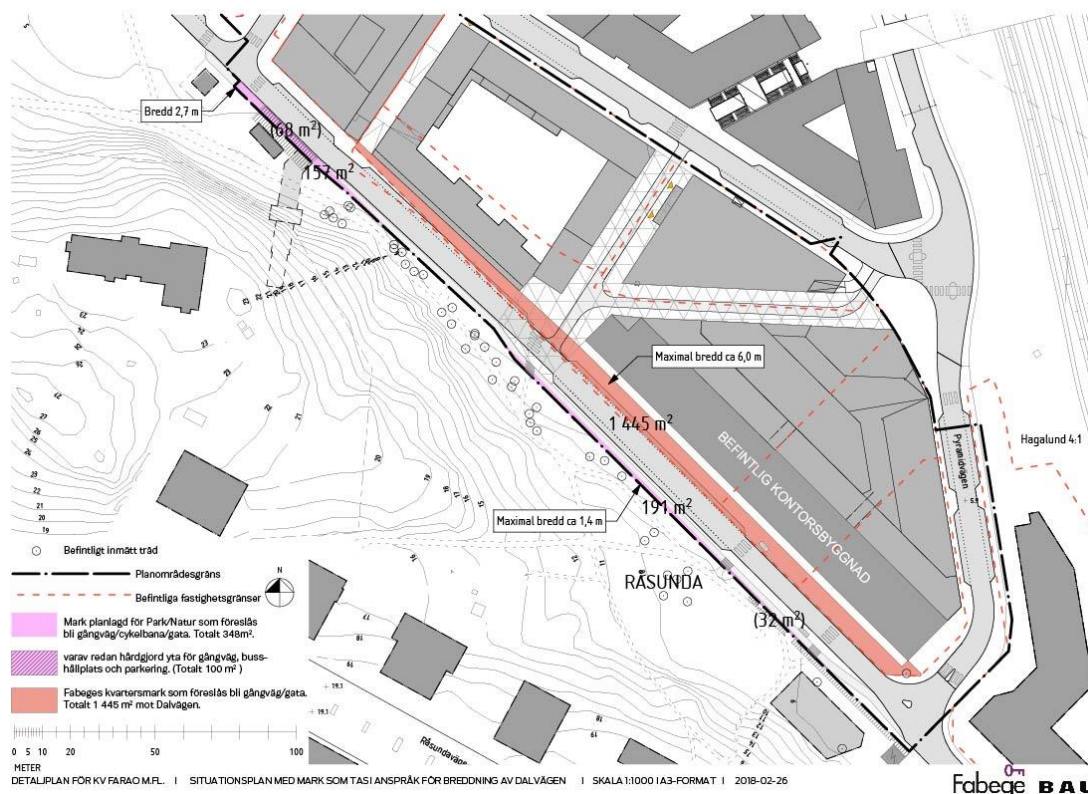 Bredd 2,7 m
(68 m²)
157 m²
Maximal bredd ca 6,0 m
1 445 m²
BEFINTLIG KONTORSBYGGNAD
Pyramidvägen
Hagalund 4:1
191 m²
Maximal bredd ca 1,4 m
RÅSUNDA
(32 m²)
Befintligt inmätt träd
Planområdesgräns
N
Befintliga fastighetsgränser
Mark planlagd för Park/Natur som föreslås
bli gångväg/cykelbana/gata. Totalt 348m².
varav redan hårdgjord yta för gångväg, buss-
hållplats och parkering. (Totalt 100 m² )
Fabeges kvartersmark som föreslås bli gångväg/gata.
Totalt 1 445 m² mot Dalvägen.
0 5 10 20 50 100
METER
Råsundaväge
DETALJPLAN FÖR KV FARAO M.FL. I SITUATIONSPLAN MED MARK SOM TAS I ANSPRÅK FÖR BREDDNING AV DALVÄGEN I SKALA 1:1000 I A3-FORMAT I 2018-02-26
Fabege BAU